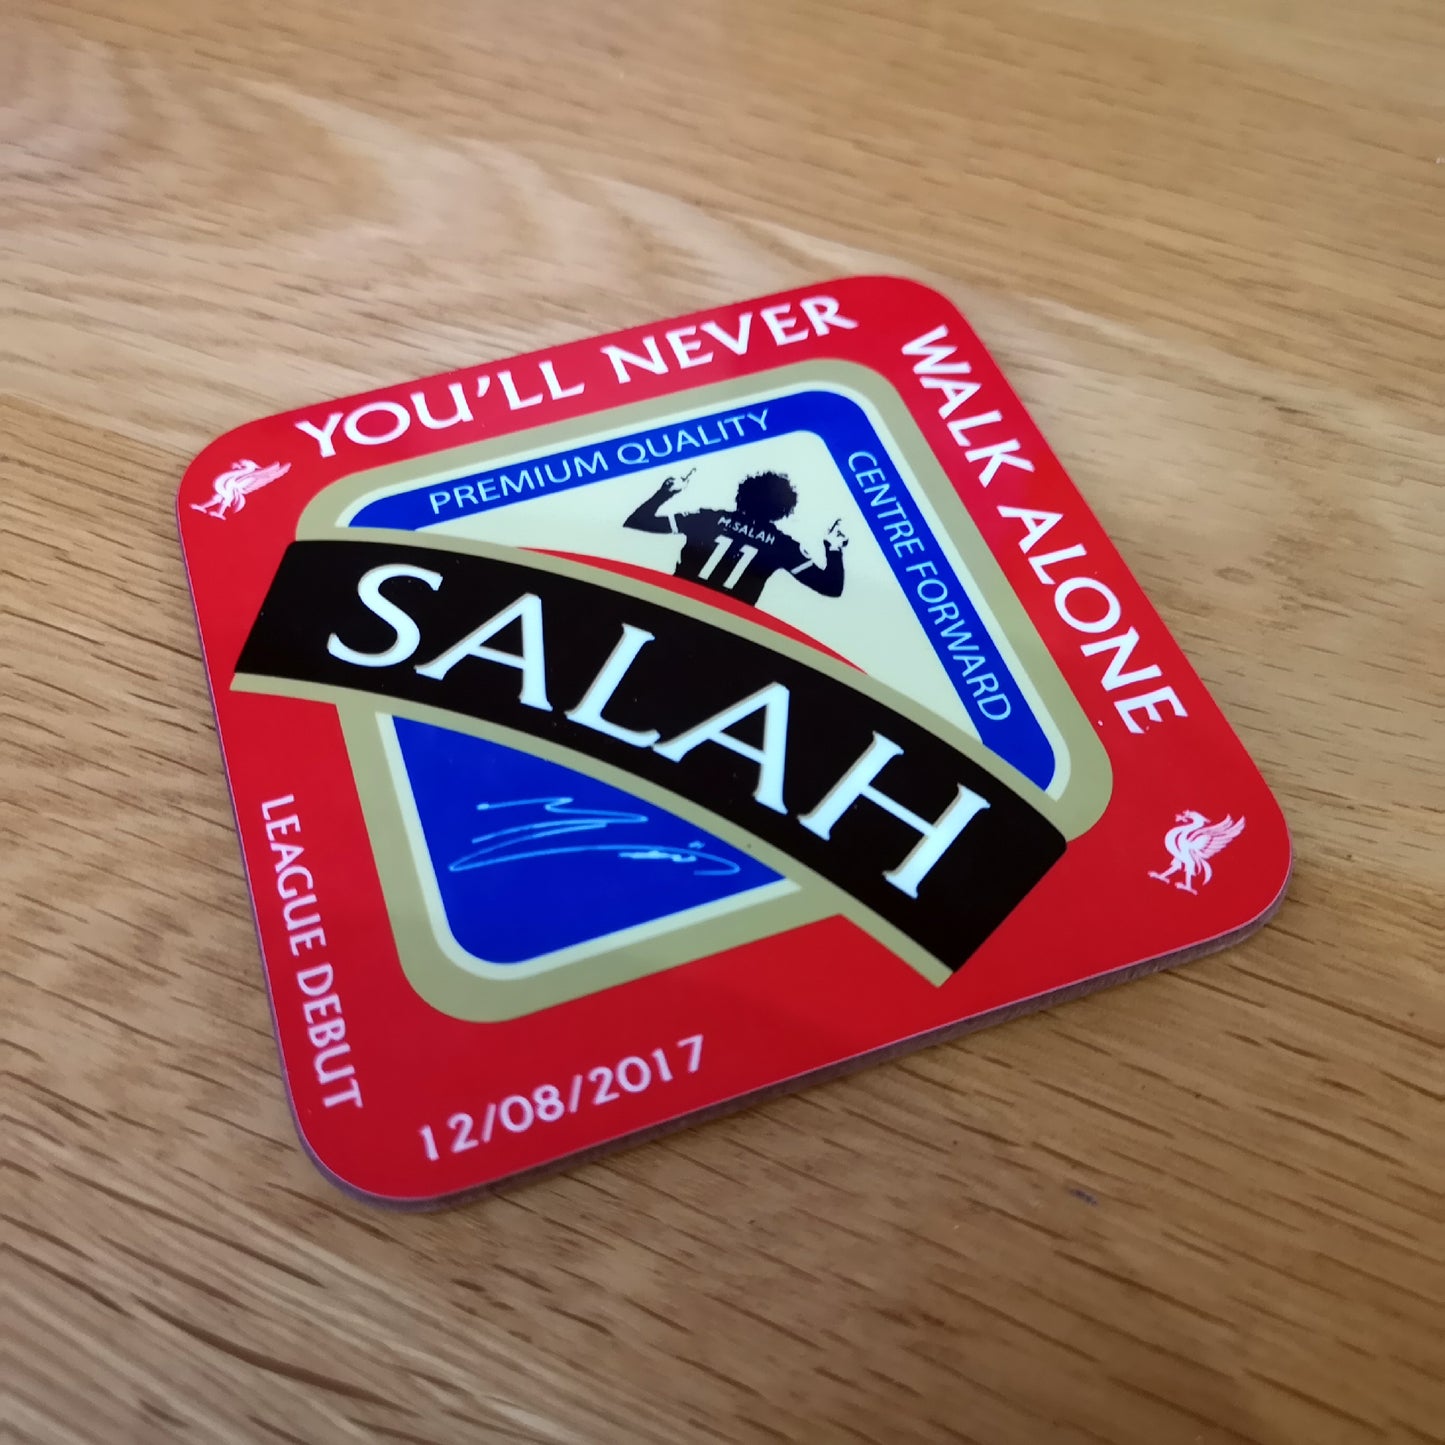 YOU'LL NEVER
WALK ALONE
PREMIUM QUALITY
CENTRE FORWARD
M.SALAH
11
SALAH
LEAGUE DEBUT
12/08/2017